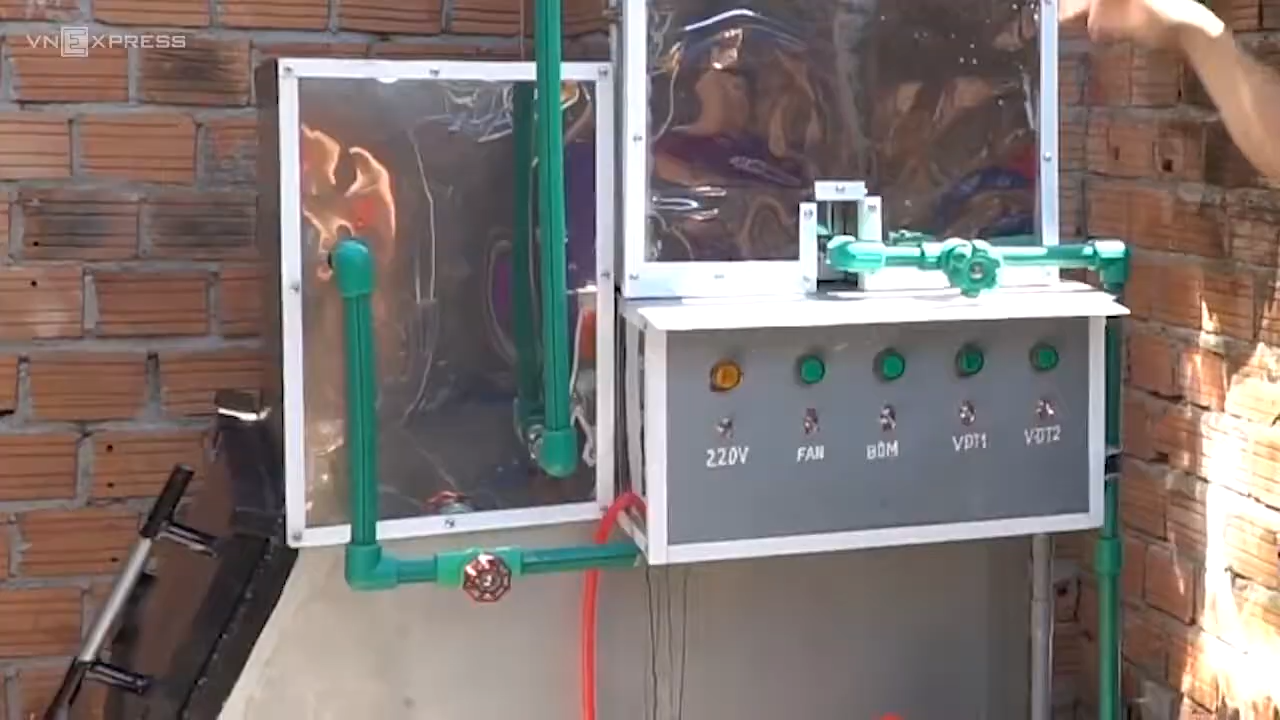 VNEXPRESS
220V
FAN
BOM
VDT1
VDT2